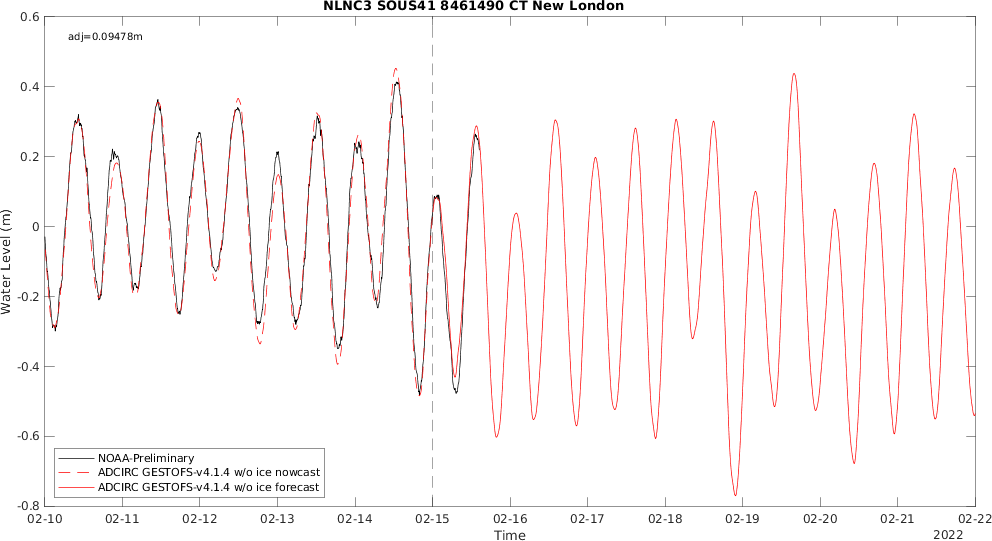 NLNC3 SOUS41 8461490 CT New London
adj=0.09478m
Water Level (m)
0.6
0.4
0.2
0
-0.2
-0.4
-0.6
-0.8
NOAA-Preliminary
ADCIRC GESTOFS-v4.1.4 w/o ice nowcast
ADCIRC GESTOFS-v4.1.4 w/o ice forecast
02-10 02-11 02-12 02-13 02-14 02-15 02-16 02-17 02-18 02-19 02-20 02-21 02-22
Time
2022